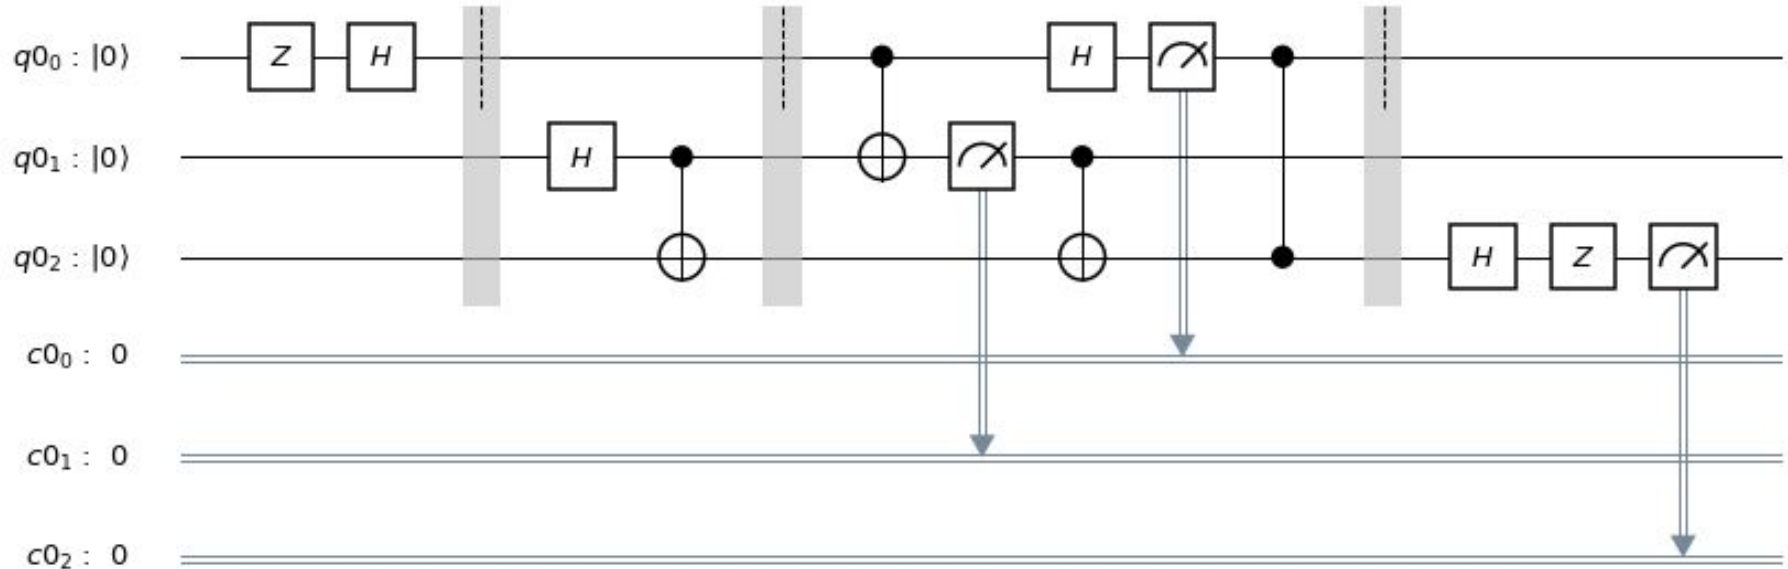 q0₀ : |0⟩ Z H H
q0₁ : |0⟩ H
q0₂ : |0⟩ H Z
c0₀ : 0
c0₁ : 0
c0₂ : 0